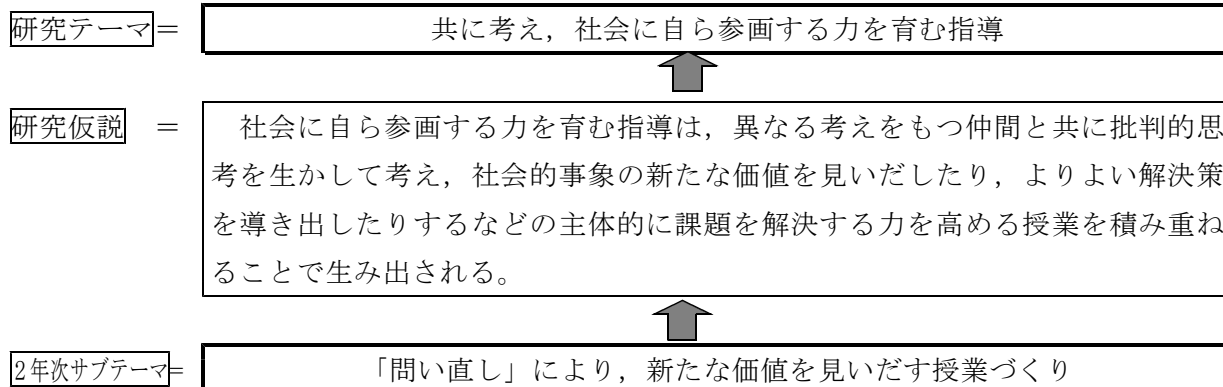 研究テーマ＝ 共に考え，社会に自ら参画する力を育む指導
研究仮説 ＝ 社会に自ら参画する力を育む指導は，異なる考えをもつ仲間と共に批判的思
考を生かして考え，社会的事象の新たな価値を見いだしたり，よりよい解決策
を導き出したりするなどの主体的に課題を解決する力を高める授業を積み重ね
ることで生み出される。
2年次サブテーマ＝ 「問い直し」により，新たな価値を見いだす授業づくり